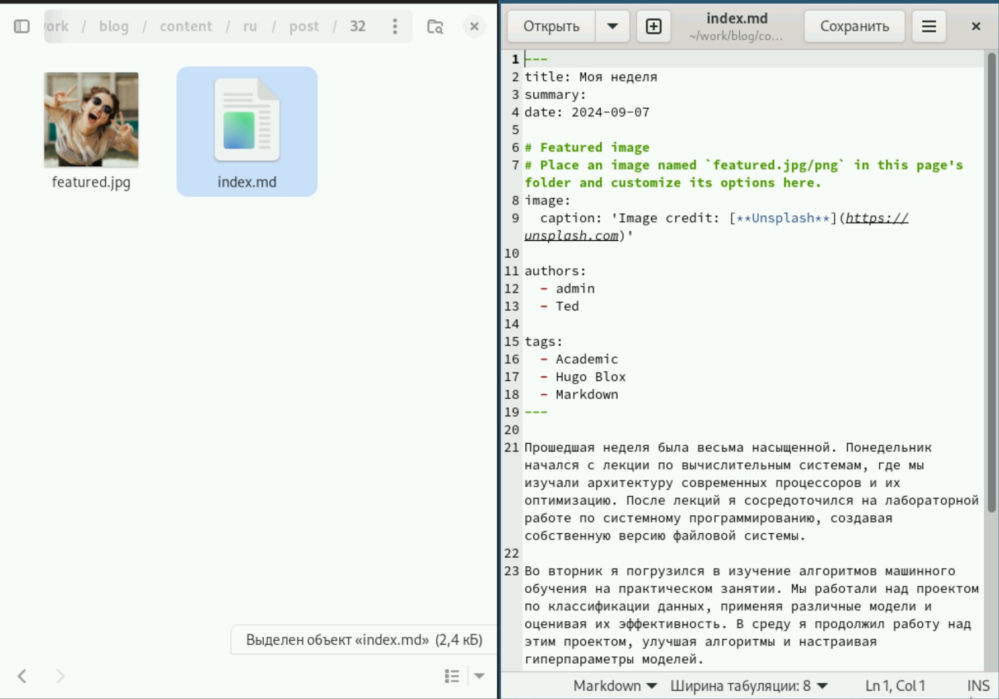 work / blog / content / ru / post / 32
featured.jpg
index.md
Выделен объект «index.md» (2,4 кБ)
Открыть
index.md
~/work/blog/co...
Сохранить
1 ---
2 title: Моя неделя
3 summary:
4 date: 2024-09-07
5
6 # Featured image
7 # Place an image named `featured.jpg/png` in this page's
folder and customize its options here.
8 image:
9   caption: 'Image credit: [**Unsplash**](https://
unsplash.com)'
10
11 authors:
12   - admin
13   - Ted
14
15 tags:
16   - Academic
17   - Hugo Blox
18   - Markdown
19 ---
20
21 Прошедшая неделя была весьма насыщенной. Понедельник
начался с лекции по вычислительным системам, где мы
изучали архитектуру современных процессоров и их
оптимизацию. После лекций я сосредоточился на лабораторной
работе по системному программированию, создавая
собственную версию файловой системы.
22
23 Во вторник я погрузился в изучение алгоритмов машинного
обучения на практическом занятии. Мы работали над проектом
по классификации данных, применяя различные модели и
оценивая их эффективность. В среду я продолжил работу над
этим проектом, улучшая алгоритмы и настраивая
гиперпараметры моделей.
Markdown
Ширина табуляции: 8
Ln 1, Col 1
INS